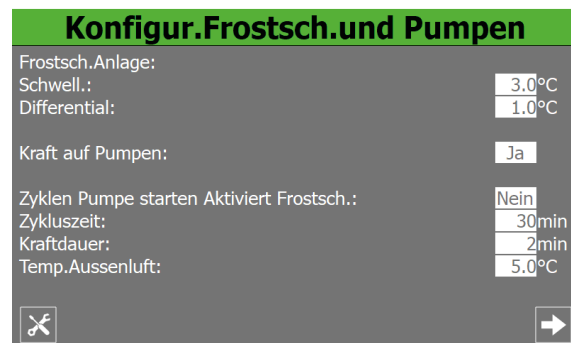 Konfigur.Frostsch.und Pumpen
Frostsch.Anlage:
Schwell.: 3.0°C
Differential: 1.0°C
Kraft auf Pumpen: Ja
Zyklen Pumpe starten Aktiviert Frostsch.: Nein
Zykluszeit: 30min
Kraftdauer: 2min
Temp.Aussenluft: 5.0°C